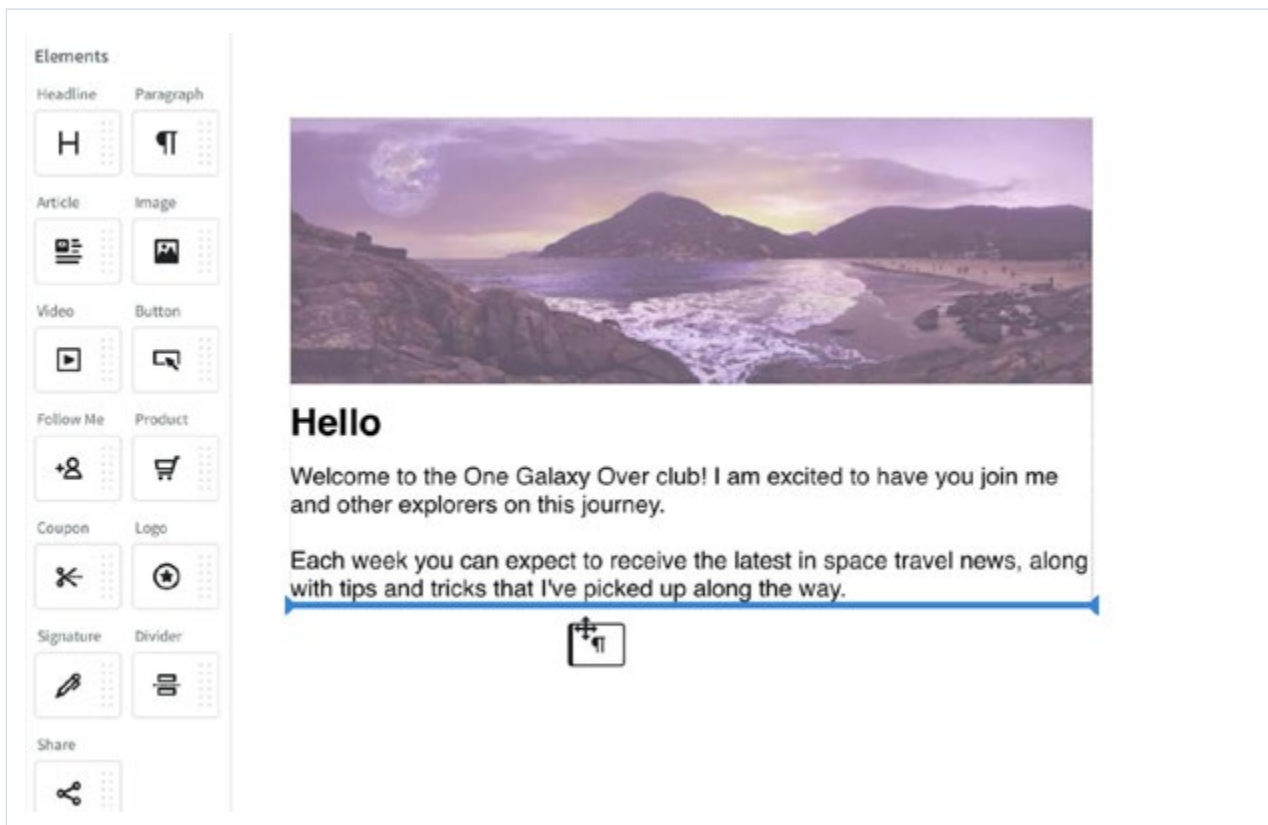 Elements
Headline Paragraph
H ¶
Article Image
Video Button
Follow Me Product
Coupon Logo
Signature Divider
Share
Hello
Welcome to the One Galaxy Over club! I am excited to have you join me
and other explorers on this journey.
Each week you can expect to receive the latest in space travel news, along
with tips and tricks that I've picked up along the way.
¶